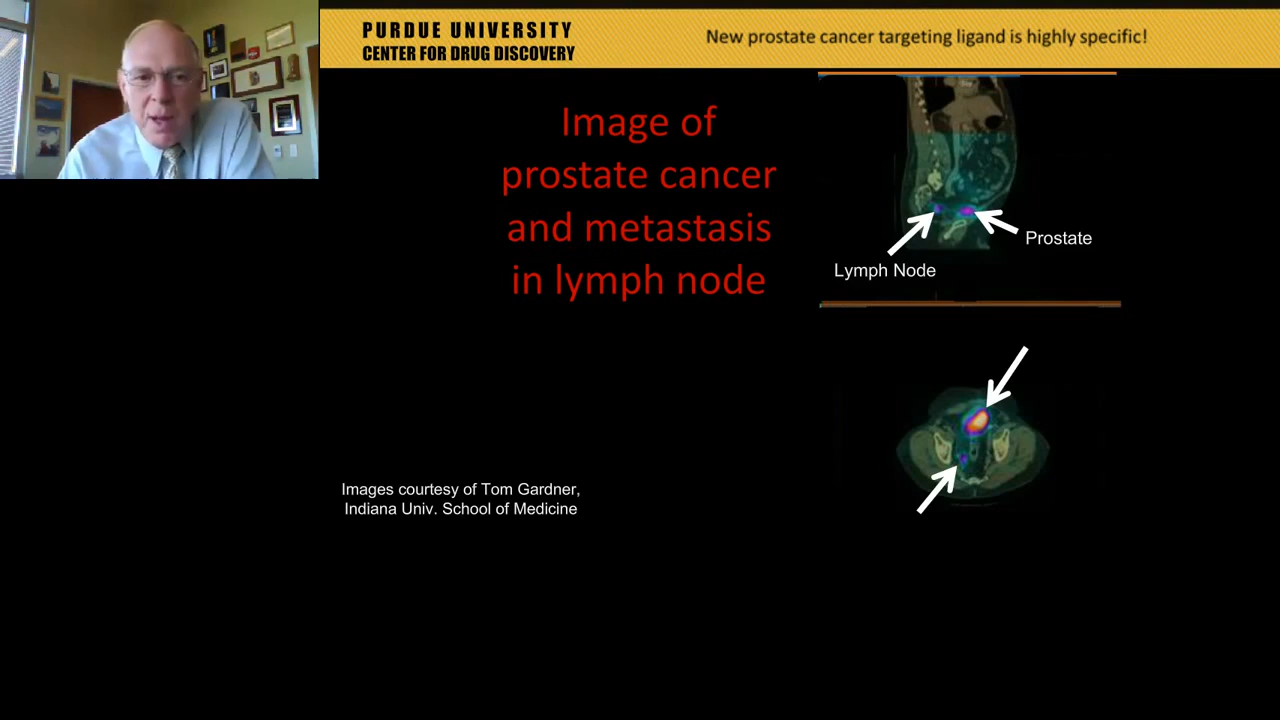 PURDUE UNIVERSITY
CENTER FOR DRUG DISCOVERY
New prostate cancer targeting ligand is highly specific!
Image of
prostate cancer
and metastasis
in lymph node
Prostate
Lymph Node
Images courtesy of Tom Gardner,
Indiana Univ. School of Medicine